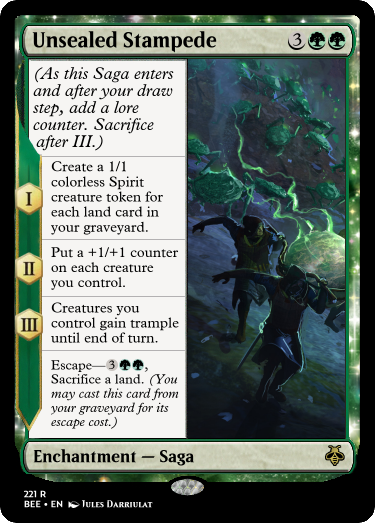 Unsealed Stampede 3
(As this Saga enters
and after your draw
step, add a lore
counter. Sacrifice
after III.)
I
Create a 1/1
colorless Spirit
creature token for
each land card in
your graveyard.
II
Put a +1/+1 counter
on each creature
you control.
III
Creatures you
control gain trample
until end of turn.
Escape—3,
Sacrifice a land. (You
may cast this card from
your graveyard for its
escape cost.)
Enchantment — Saga
221 R
BEE • EN Jules Darriulat